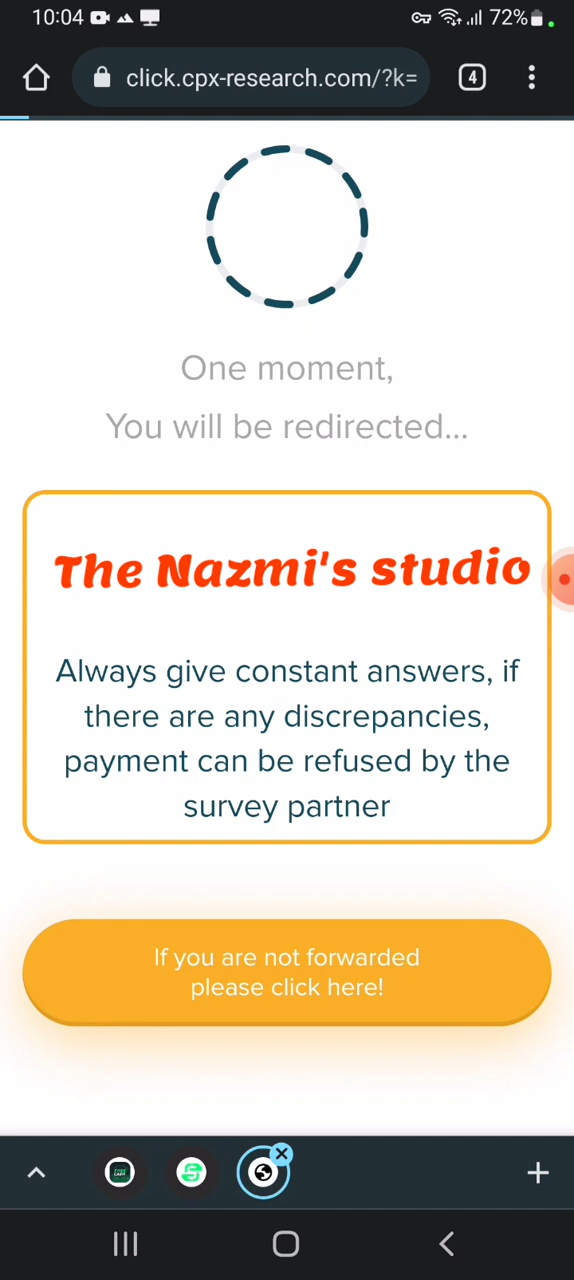 10:04
72%
click.cpx-research.com/?k=
4
One moment,
You will be redirected...
The Nazmi's studio
Always give constant answers, if
there are any discrepancies,
payment can be refused by the
survey partner
If you are not forwarded
please click here!